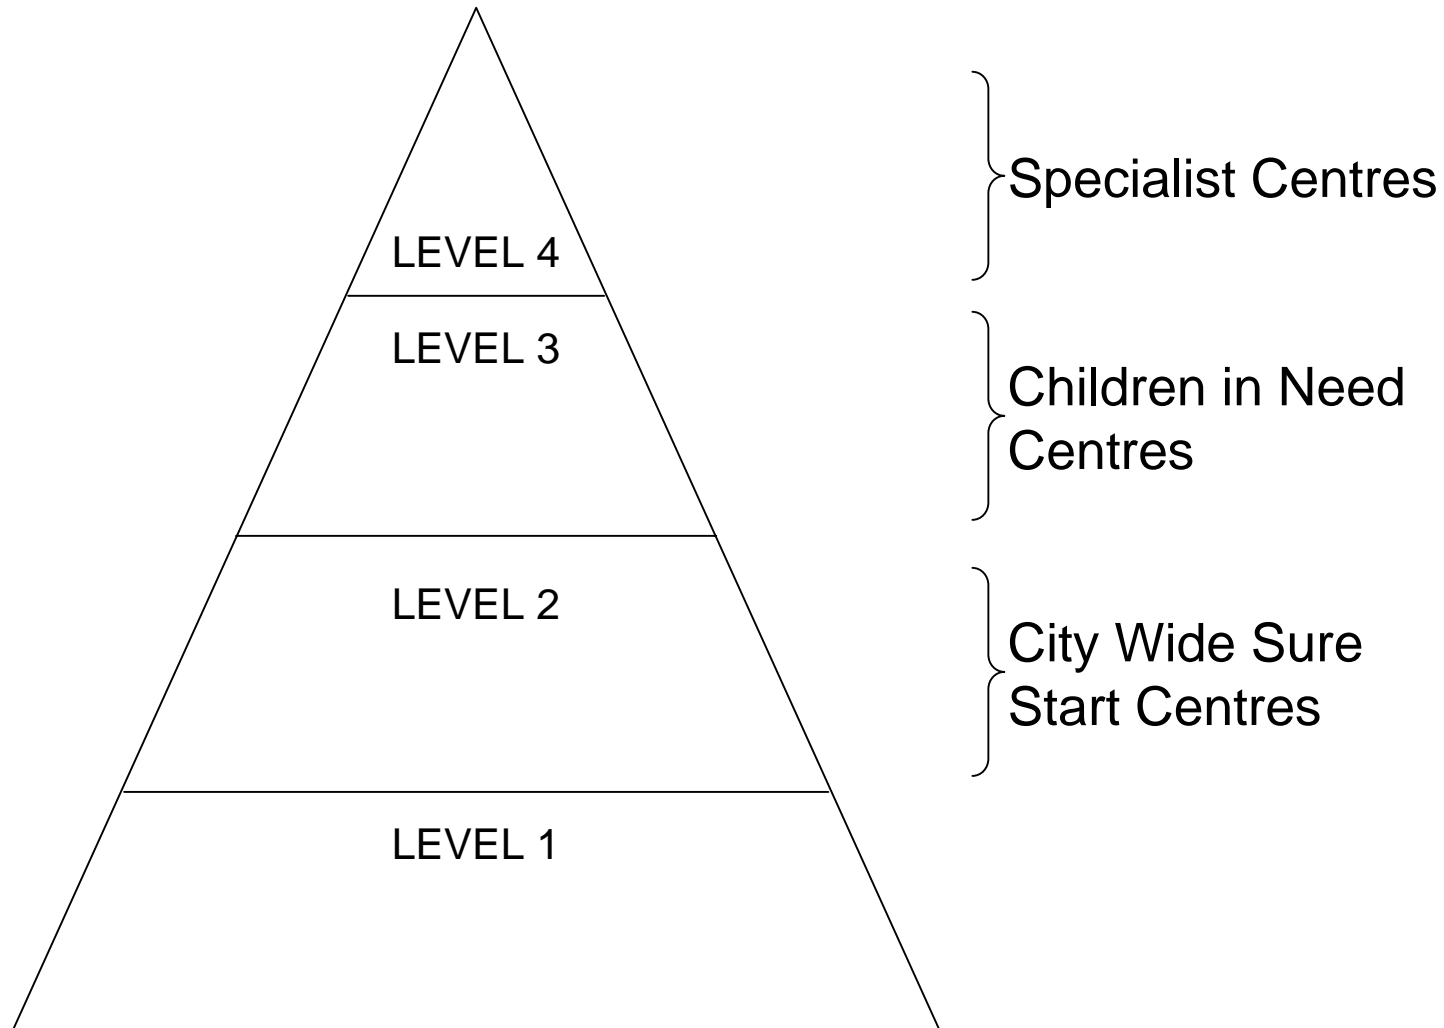 Specialist Centres
LEVEL 4
LEVEL 3
Children in Need
Centres
LEVEL 2
City Wide Sure
Start Centres
LEVEL 1